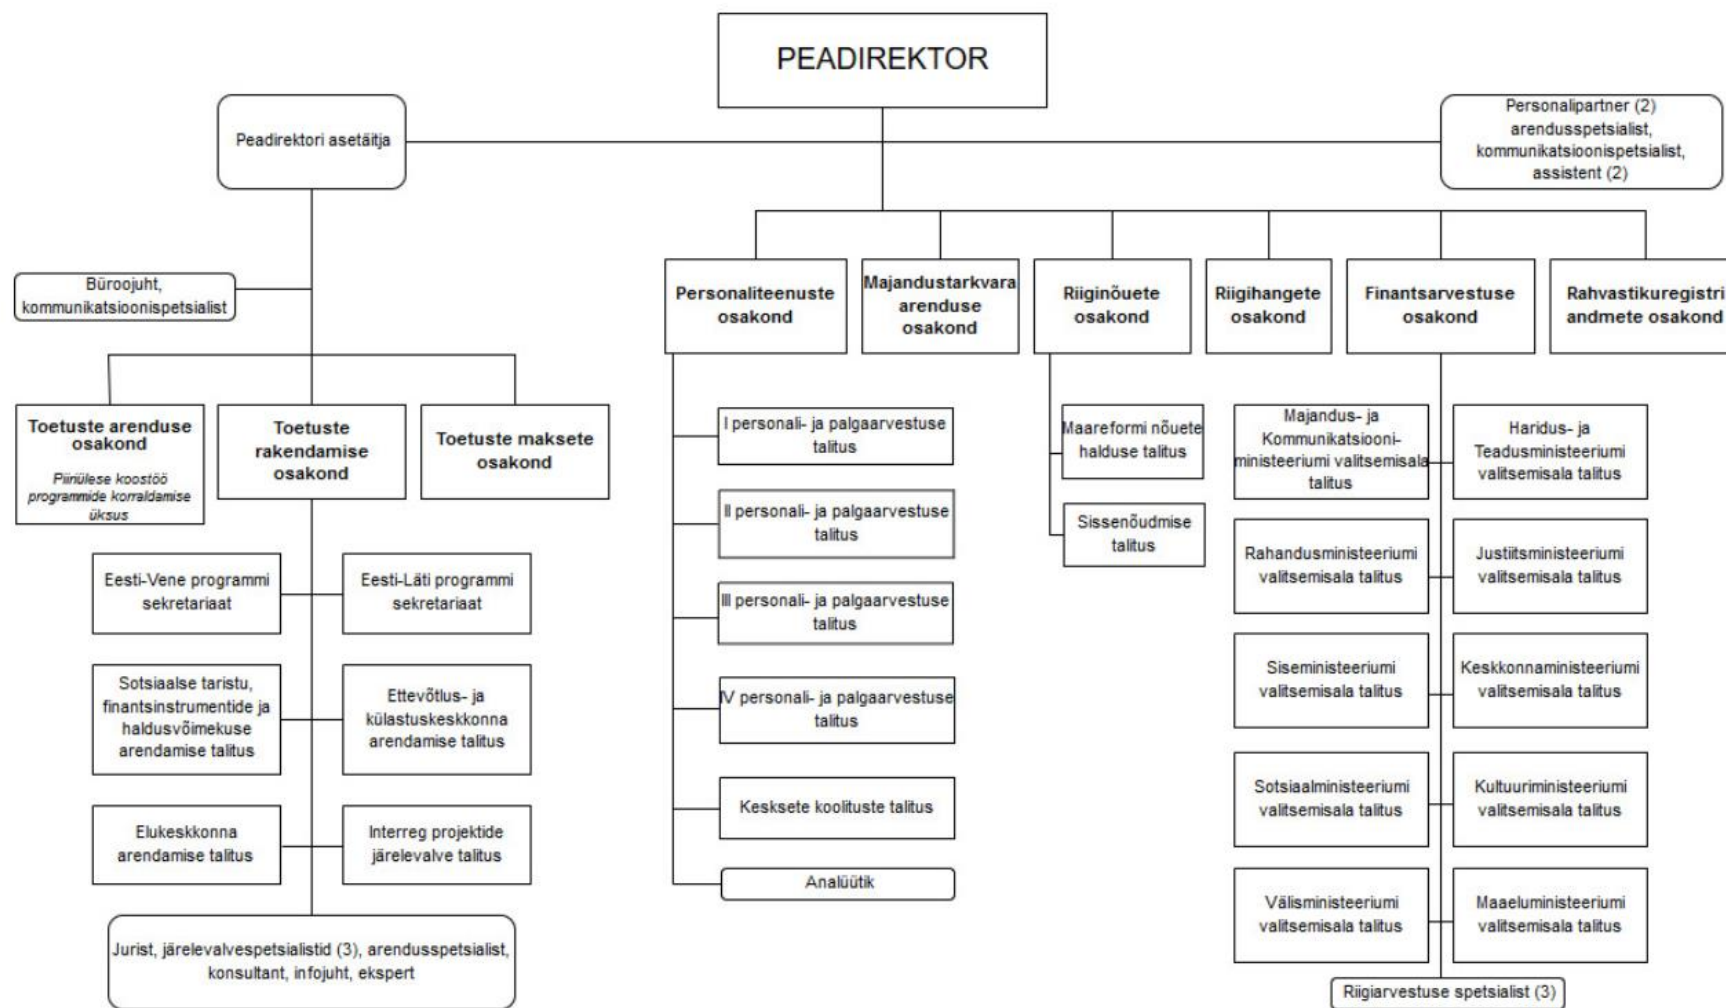 PEADIREKTOR
Peadirektori asetäitja
Personalipartner (2)
arendusspetsialist,
kommunikatsioonispetsialist,
assistent (2)
Büroojuht,
kommunikatsioonispetsialist
Toetuste arenduse
osakond
Piiriülese koostöö
programmide korraldamise
üksus
Toetuste
rakendamise
osakond
Toetuste maksete
osakond
Eesti-Vene programmi
sekretariaat
Eesti-Läti programmi
sekretariaat
Sotsiaalse taristu,
finantsinstrumentide ja
haldusvõimekuse
arendamise talitus
Ettevõtlus- ja
külastuskeskkonna
arendamise talitus
Elukeskkonna
arendamise talitus
Interreg projektide
järelevalve talitus
Jurist, järelevalvespetsialistid (3), arendusspetsialist,
konsultant, infojuht, ekspert
Personaliteenuste
osakond
I personali- ja palgaarvestuse
talitus
II personali- ja palgaarvestuse
talitus
III personali- ja palgaarvestuse
talitus
IV personali- ja palgaarvestuse
talitus
Kesksete koolituste talitus
Analüütik
Majandustarkvara
arenduse
osakond
Riiginõuete
osakond
Maareformi nõuete
halduse talitus
Sissenõudmise
talitus
Riigihangete
osakond
Finantsarvestuse
osakond
Majandus- ja
Kommunikatsiooni-
ministeeriumi valitsemisala
talitus
Haridus- ja
Teadusministeeriumi
valitsemisala talitus
Rahandusministeeriumi
valitsemisala talitus
Justiitsministeeriumi
valitsemisala talitus
Siseministeeriumi
valitsemisala talitus
Keskkonnaministeeriumi
valitsemisala talitus
Sotsiaalministeeriumi
valitsemisala talitus
Kultuuriministeeriumi
valitsemisala talitus
Välisministeeriumi
valitsemisala talitus
Maaeluministeeriumi
valitsemisala talitus
Riigiarvestuse spetsialist (3)
Rahvastikuregistri
andmete osakond